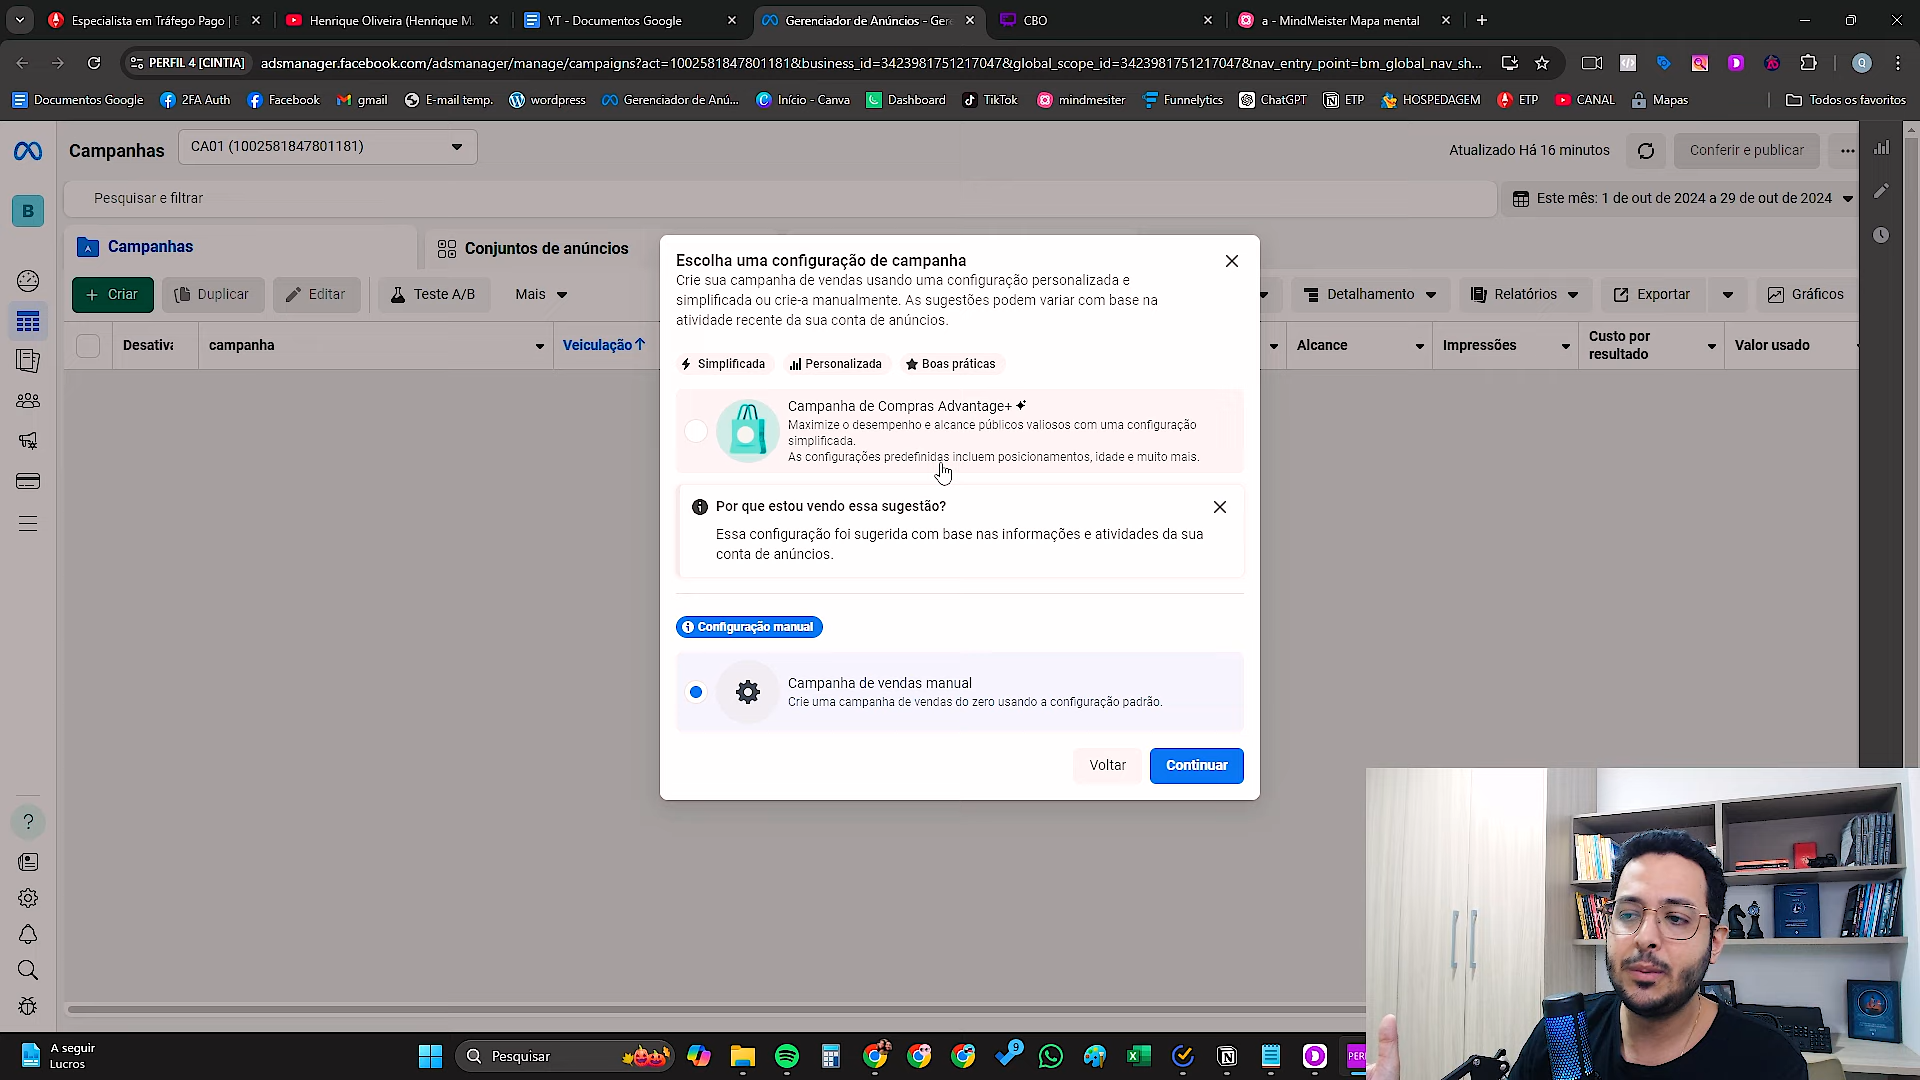 Especialista em Tráfego Pago |
Henrique Oliveira (Henrique M
YT - Documentos Google
Gerenciador de Anúncios - Ger
CBO
a - MindMeister Mapa mental
PERFIL 4 [CINTIA]
adsmanager.facebook.com/adsmanager/manage/campaigns?act=1002581847801181&business_id=3423981751217047&global_scope_id=3423981751217047&nav_entry_point=bm_global_nav_sh...
Documentos Google
2FA Auth
Facebook
gmail
E-mail temp.
wordpress
Gerenciador de Anú...
Início - Canva
Dashboard
TikTok
mindmesiter
Funnelytics
ChatGPT
ETP
HOSPEDAGEM
ETP
CANAL
Mapas
Todos os favoritos
Campanhas
CA01 (1002581847801181)
Atualizado Há 16 minutos
Conferir e publicar
B
Pesquisar e filtrar
Este mês: 1 de out de 2024 a 29 de out de 2024
Campanhas
Conjuntos de anúncios
+ Criar
Duplicar
Editar
Teste A/B
Mais
Detalhamento
Relatórios
Exportar
Gráficos
Desativa
campanha
Veiculação↑
Alcance
Impressões
Custo por
resultado
Valor usado
Escolha uma configuração de campanha
Crie sua campanha de vendas usando uma configuração personalizada e
simplificada ou crie-a manualmente. As sugestões podem variar com base na
atividade recente da sua conta de anúncios.
Simplificada
Personalizada
Boas práticas
Campanha de Compras Advantage+
Maximize o desempenho e alcance públicos valiosos com uma configuração
simplificada.
As configurações predefinidas incluem posicionamentos, idade e muito mais.
Por que estou vendo essa sugestão?
Essa configuração foi sugerida com base nas informações e atividades da sua
conta de anúncios.
Configuração manual
Campanha de vendas manual
Crie uma campanha de vendas do zero usando a configuração padrão.
Voltar
Continuar
A seguir
Lucros
Pesquisar
9